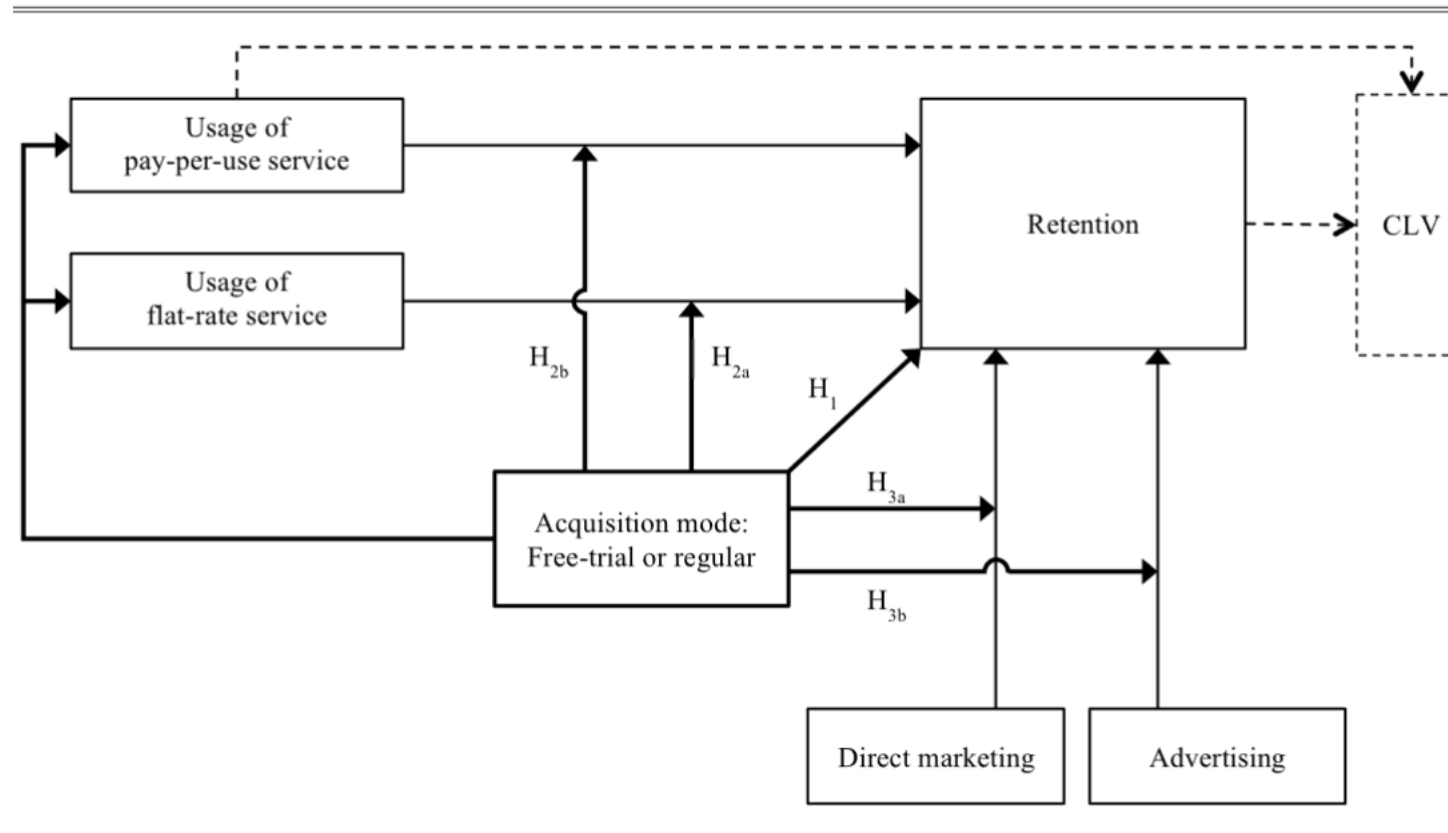 Usage of
pay-per-use service
Usage of
flat-rate service
Retention
CLV
H2b
H2a
H1
H3a
Acquisition mode:
Free-trial or regular
H3b
Direct marketing
Advertising